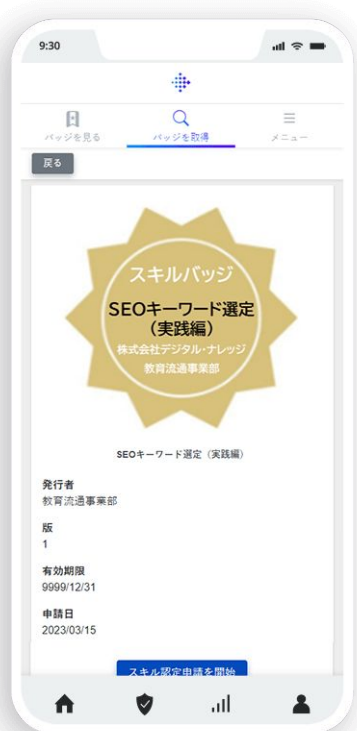 9:30
バッジを見る
バッジを取得
メニュー
戻る
スキルバッジ
SEOキーワード選定
（実践編）
株式会社デジタル・ナレッジ
教育流通事業部
SEOキーワード選定（実践編）
発行者
教育流通事業部
版
1
有効期限
9999/12/31
申請日
2023/03/15
スキル認定申請を開始